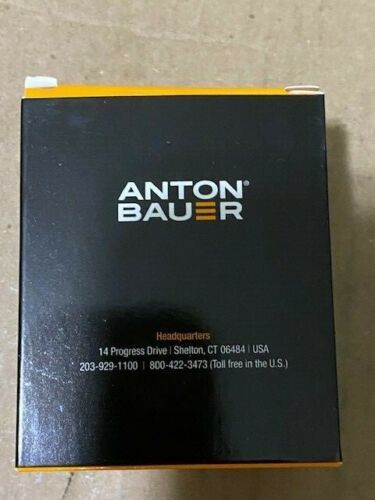 ANTON®
BAUER
Headquarters
14 Progress Drive | Shelton, CT 06484 | USA
203-929-1100 | 800-422-3473 (Toll free in the U.S.)